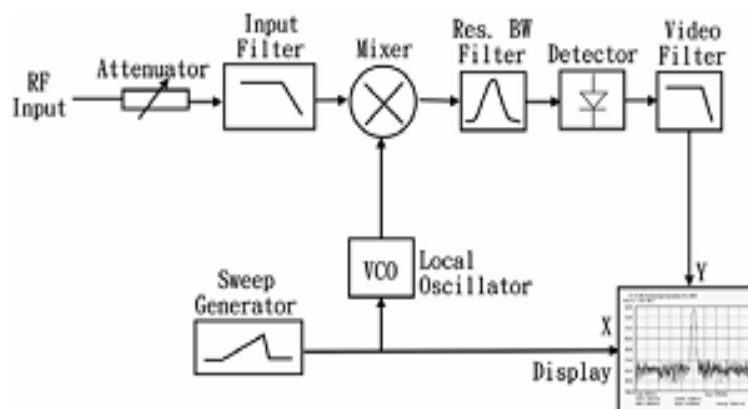 RF
Input
Attenuator
Input
Filter
Mixer
Res. BW
Filter
Detector
Video
Filter
VCO
Local
Oscillator
Sweep
Generator
Y
X
Display